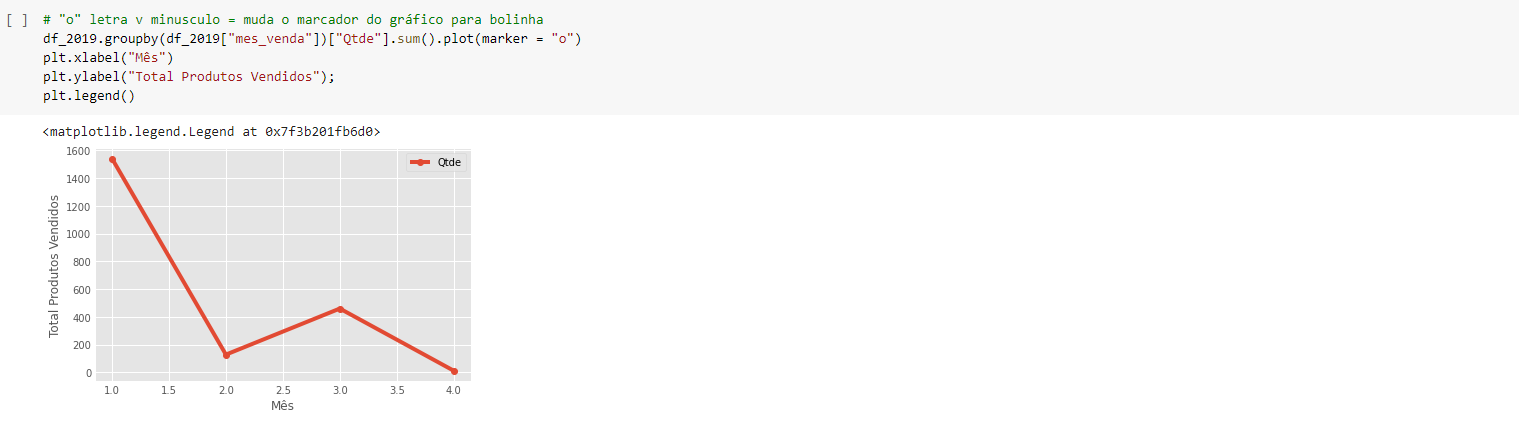 [ ] # "o" letra v minusculo = muda o marcador do gráfico para bolinha
df_2019.groupby(df_2019["mes_venda"])["Qtde"].sum().plot(marker = "o")
plt.xlabel("Mês")
plt.ylabel("Total Produtos Vendidos");
plt.legend()
<matplotlib.legend.Legend at 0x7f3b201fb6d0>
Qtde
Total Produtos Vendidos
1600
1400
1200
1000
800
600
400
200
0
1.0 1.5 2.0 2.5 3.0 3.5 4.0
Mês